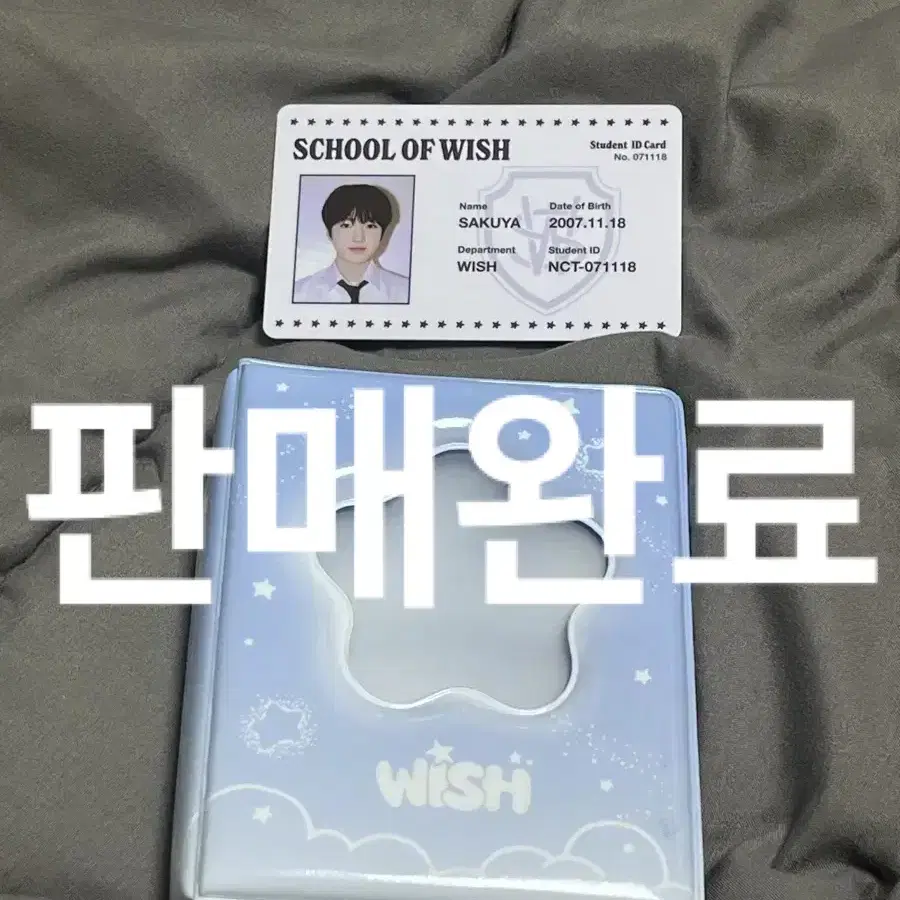 SCHOOL OF WISH
Student ID Card
No. 071118
Name
Date of Birth
SAKUYA
2007.11.18
Department
Student ID
WISH
NCT-071118
판매완료
WISH